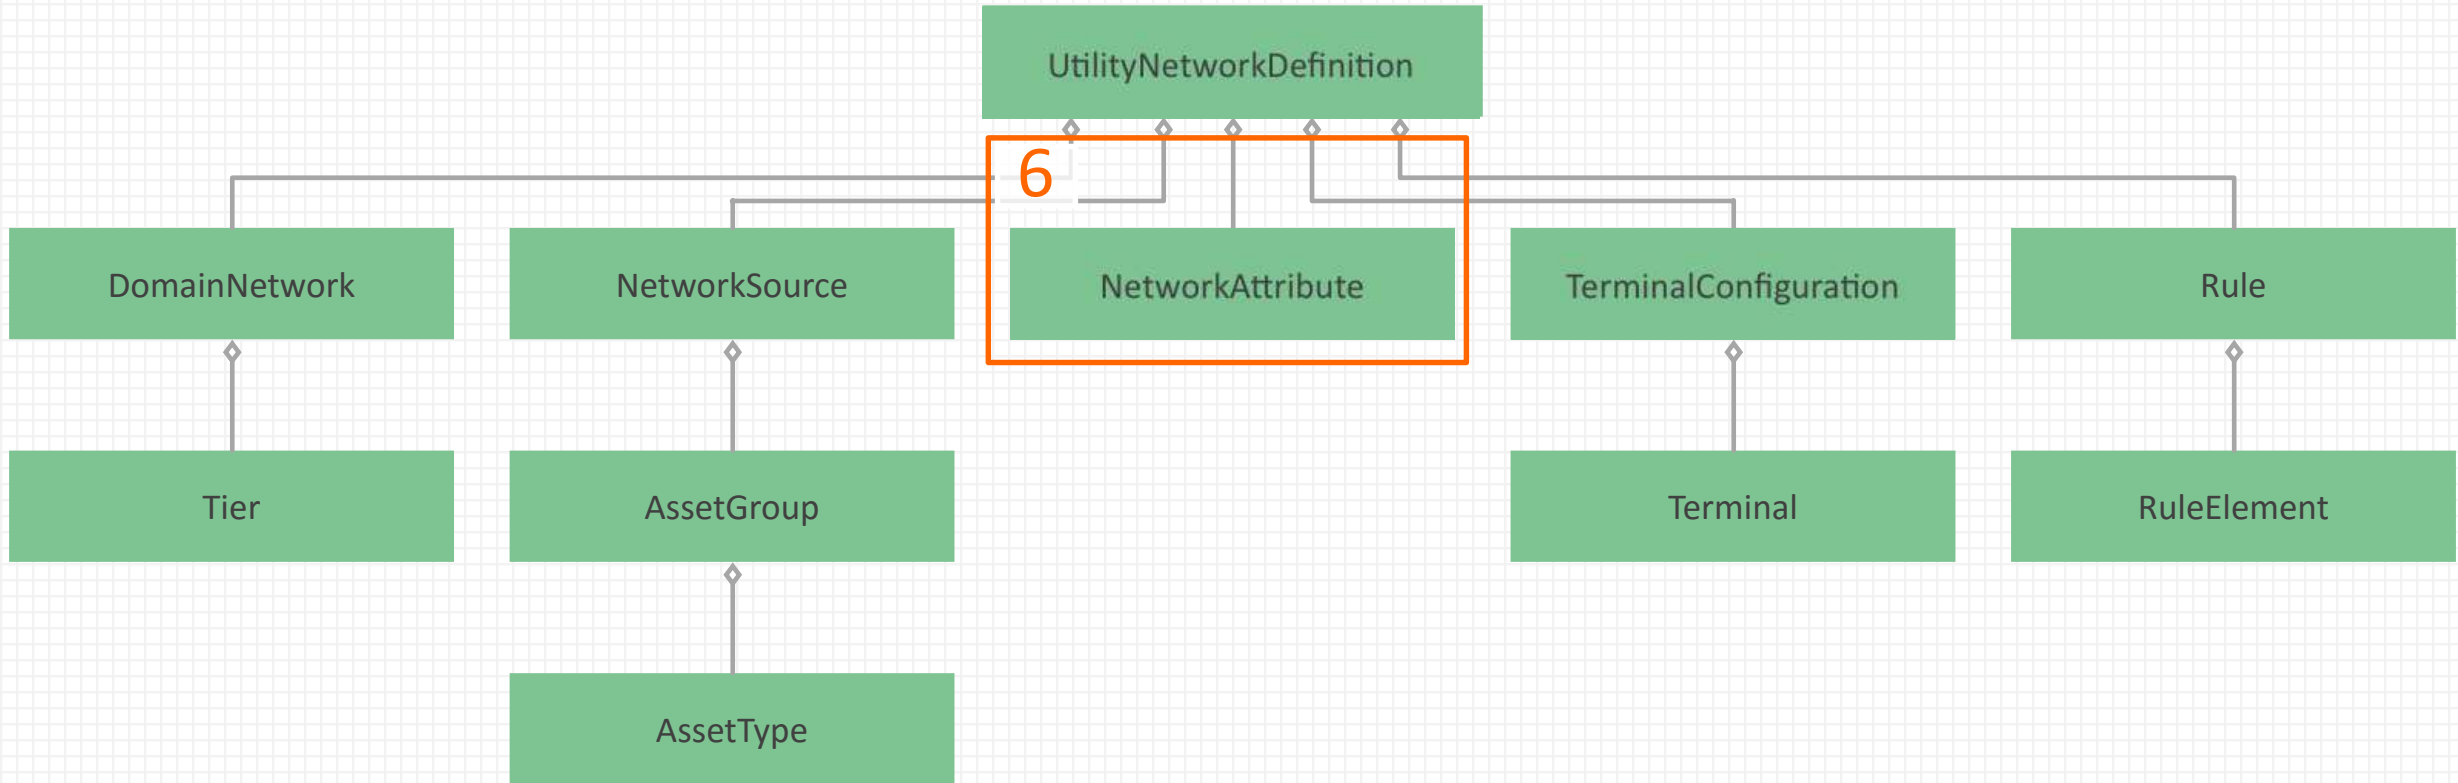 UtilityNetworkDefinition
6
DomainNetwork
NetworkSource
NetworkAttribute
TerminalConfiguration
Rule
Tier
AssetGroup
Terminal
RuleElement
AssetType